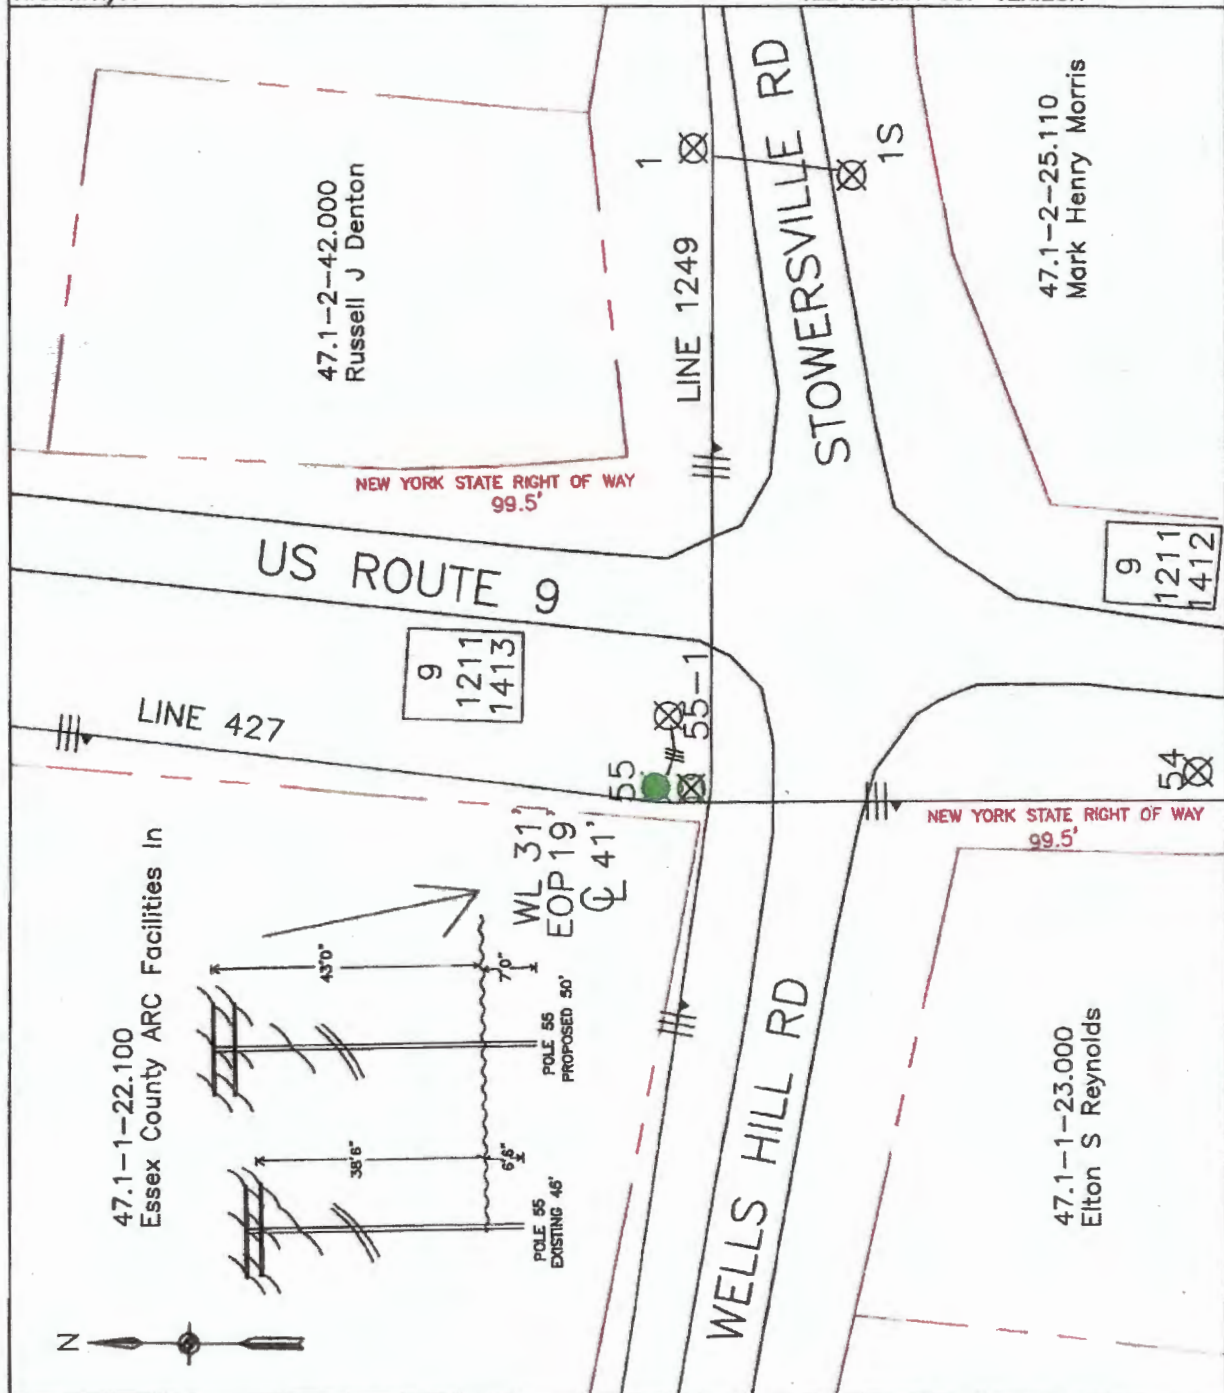 47.1-2-42.000
Russell J Denton
STOWERSVILLE RD
1
1S
47.1-2-25.110
Mark Henry Morris
LINE 1249
NEW YORK STATE RIGHT OF WAY
99.5'
US ROUTE 9
9
1211
1413
9
1211
1412
LINE 427
55
55-1
54
NEW YORK STATE RIGHT OF WAY
99.5'
WL 31'
EOP 19'
℄ 41'
47.1-1-22.100
Essex County ARC Facilities In
43'0"
7'0"
POLE 55
PROPOSED 50'
38'6"
6'6"
POLE 55
EXISTING 45'
WELLS HILL RD
47.1-1-23.000
Elton S Reynolds
N